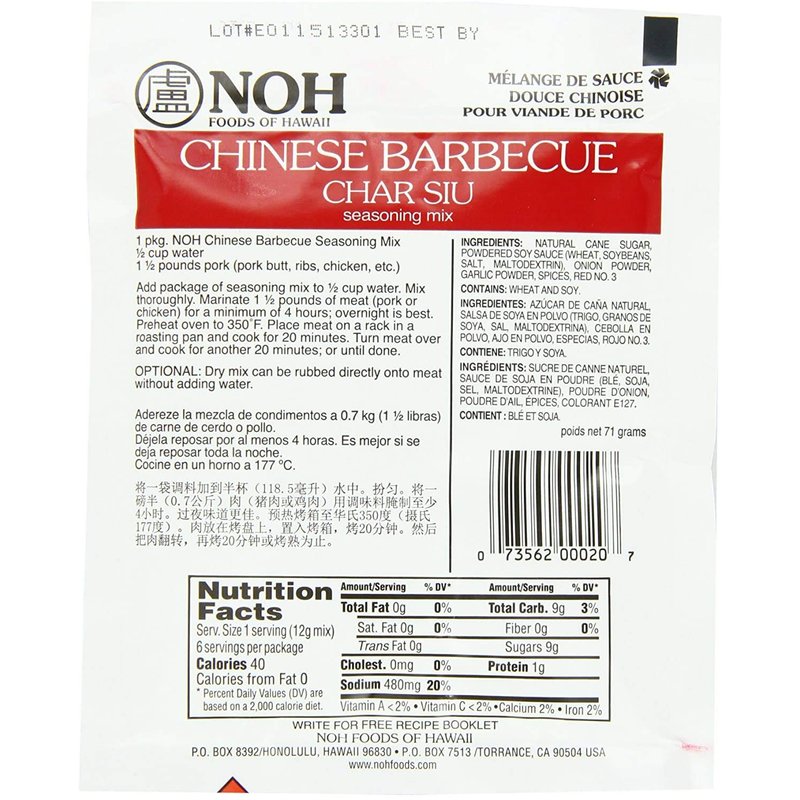 LOT#E011513301 BEST BY
盧
NOH
FOODS OF HAWAII
MÉLANGE DE SAUCE
DOUCE CHINOISE
POUR VIANDE DE PORC
CHINESE BARBECUE
CHAR SIU
seasoning mix
1 pkg. NOH Chinese Barbecue Seasoning Mix
½ cup water
1 ½ pounds pork (pork butt, ribs, chicken, etc.)
Add package of seasoning mix to ½ cup water. Mix
thoroughly. Marinate 1 ½ pounds of meat (pork or
chicken) for a minimum of 4 hours; overnight is best.
Preheat oven to 350°F. Place meat on a rack in a
roasting pan and cook for 20 minutes. Turn meat over
and cook for another 20 minutes; or until done.
OPTIONAL: Dry mix can be rubbed directly onto meat
without adding water.
Adereze la mezcla de condimentos a 0.7 kg (1 ½ libras)
de carne de cerdo o pollo.
Déjela reposar por al menos 4 horas. Es mejor si se
deja reposar toda la noche.
Cocine en un horno a 177 ºC.
将一袋调料加到半杯（118.5毫升）水中。扮匀。将一
磅半（0.7公斤）肉（猪肉或鸡肉）用调味料腌制至少
4小时。过夜味道更佳。预热烤箱至华氏350度（摄氏
177度）。肉放在烤盘上，置入烤箱，烤20分钟。然后
把肉翻转，再烤20分钟或烤熟为止。
INGREDIENTS: NATURAL CANE SUGAR,
POWDERED SOY SAUCE (WHEAT, SOYBEANS,
SALT, MALTODEXTRIN), ONION POWDER,
GARLIC POWDER, SPICES, RED NO. 3
CONTAINS: WHEAT AND SOY.
INGREDIENTES: AZÚCAR DE CAÑA NATURAL,
SALSA DE SOYA EN POLVO (TRIGO, GRANOS DE
SOYA, SAL, MALTODEXTRINA), CEBOLLA EN
POLVO, AJO EN POLVO, ESPECIAS, ROJO NO. 3.
CONTIENE: TRIGO Y SOYA.
INGRÉDIENTS: SUCRE DE CANNE NATUREL,
SAUCE DE SOJA EN POUDRE (BLÉ, SOJA,
SEL, MALTODEXTRINE), POUDRE D'ONION,
POUDRE D'AIL, ÉPICES, COLORANT E127.
CONTIENT : BLÉ ET SOJA.
poids net 71 grams
0 73562 00020 7
Nutrition
Facts
Serv. Size 1 serving (12g mix)
6 servings per package
Calories 40
Calories from Fat 0
* Percent Daily Values (DV) are
based on a 2,000 calorie diet.
Amount/Serving % DV* Amount/Serving % DV*
Total Fat 0g 0% Total Carb. 9g 3%
Sat. Fat 0g 0% Fiber 0g 0%
Trans Fat 0g Sugars 9g
Cholest. 0mg 0% Protein 1g
Sodium 480mg 20%
Vitamin A <2% • Vitamin C <2% • Calcium 2% • Iron 2%
WRITE FOR FREE RECIPE BOOKLET
NOH FOODS OF HAWAII
P.O. BOX 8392/HONOLULU, HAWAII 96830 • P.O. BOX 7513 /TORRANCE, CA 90504 USA
www.nohfoods.com